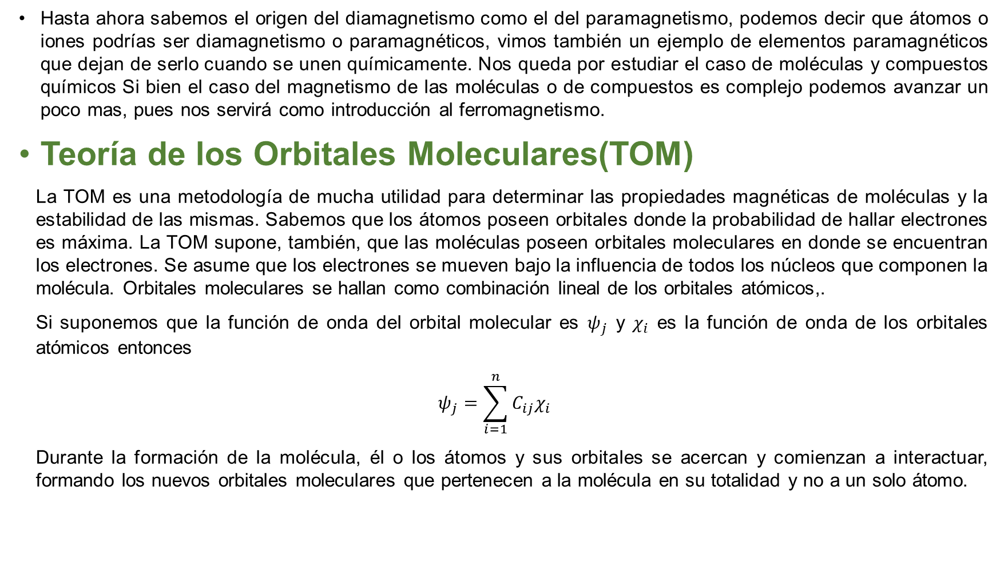 • Hasta ahora sabemos el origen del diamagnetismo como el del paramagnetismo, podemos decir que átomos o
iones podrías ser diamagnetismo o paramagnéticos, vimos también un ejemplo de elementos paramagnéticos
que dejan de serlo cuando se unen químicamente. Nos queda por estudiar el caso de moléculas y compuestos
químicos Si bien el caso del magnetismo de las moléculas o de compuestos es complejo podemos avanzar un
poco mas, pues nos servirá como introducción al ferromagnetismo.
• Teoría de los Orbitales Moleculares(TOM)
La TOM es una metodología de mucha utilidad para determinar las propiedades magnéticas de moléculas y la
estabilidad de las mismas. Sabemos que los átomos poseen orbitales donde la probabilidad de hallar electrones
es máxima. La TOM supone, también, que las moléculas poseen orbitales moleculares en donde se encuentran
los electrones. Se asume que los electrones se mueven bajo la influencia de todos los núcleos que componen la
molécula. Orbitales moleculares se hallan como combinación lineal de los orbitales atómicos,.
Si suponemos que la función de onda del orbital molecular es ψ_j y χ_i es la función de onda de los orbitales
atómicos entonces
ψ_j = ∑_{i=1}^{n} C_{ij}χ_i
Durante la formación de la molécula, él o los átomos y sus orbitales se acercan y comienzan a interactuar,
formando los nuevos orbitales moleculares que pertenecen a la molécula en su totalidad y no a un solo átomo.